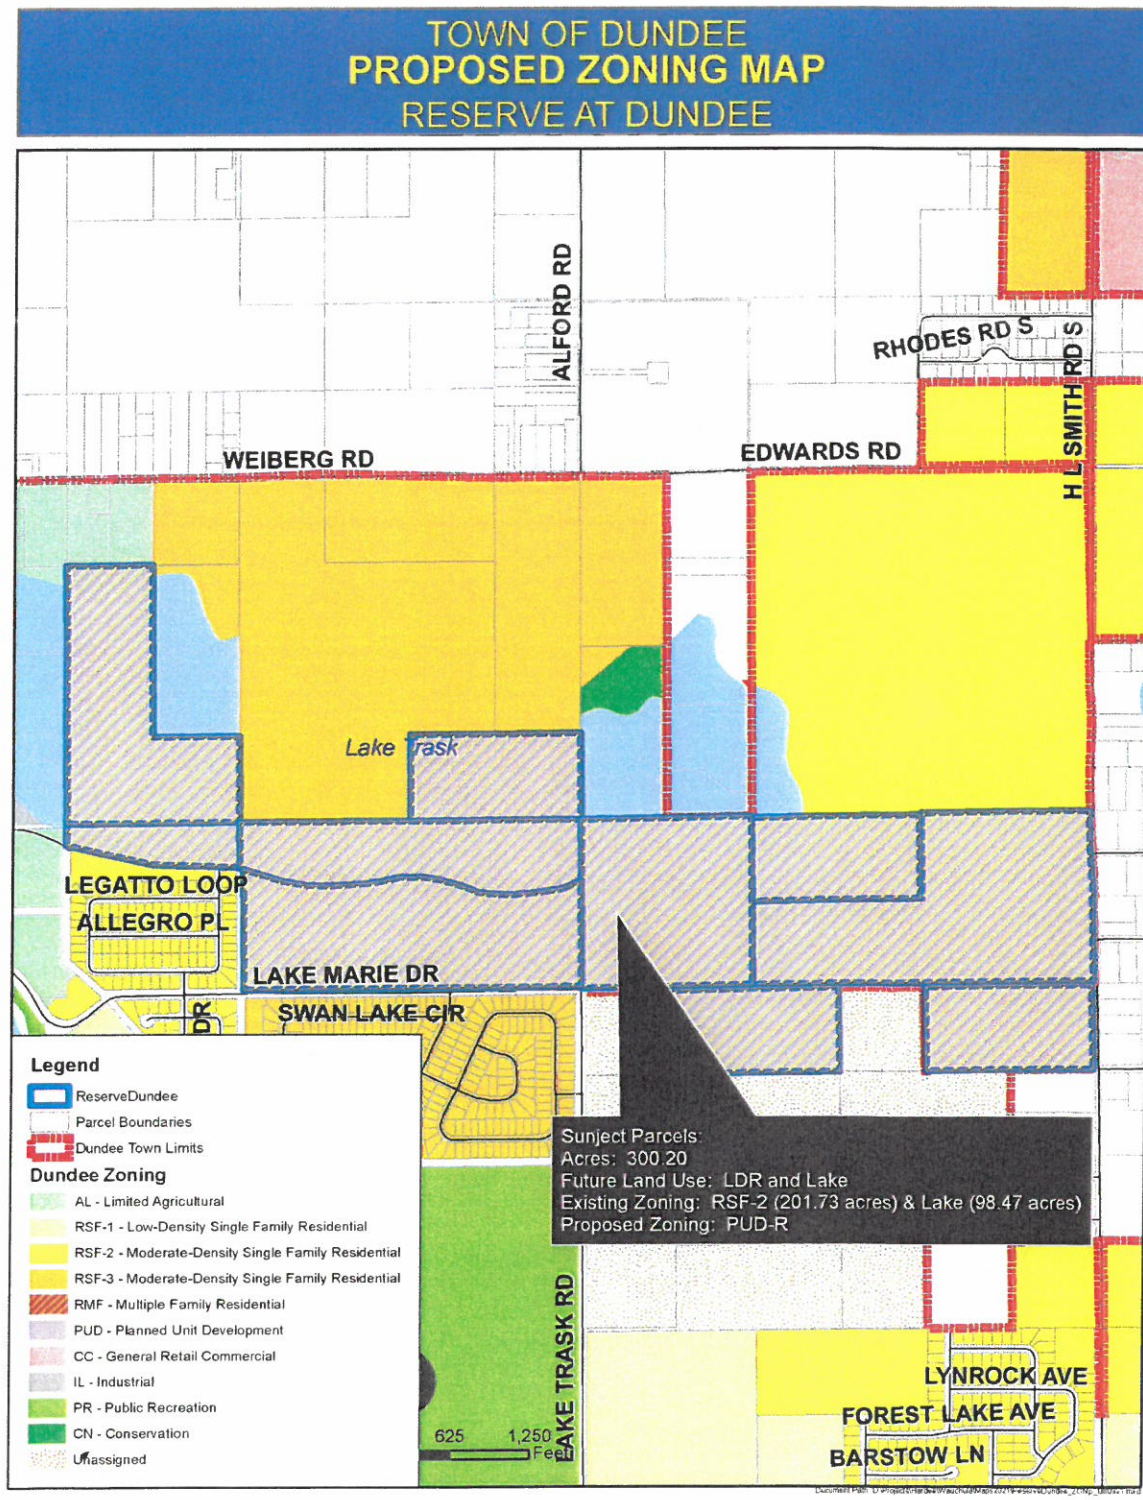 TOWN OF DUNDEE
PROPOSED ZONING MAP
RESERVE AT DUNDEE
ALFORD RD
RHODES RD S
H L SMITH RD S
WEIBERG RD
EDWARDS RD
Lake Trask
LEGATTO LOOP
ALLEGRO PL
LAKE MARIE DR
SWAN LAKE CIR
DR
Legend
ReserveDundee
Parcel Boundaries
Dundee Town Limits
Dundee Zoning
AL - Limited Agricultural
RSF-1 - Low-Density Single Family Residential
RSF-2 - Moderate-Density Single Family Residential
RSF-3 - Moderate-Density Single Family Residential
RMF - Multiple Family Residential
PUD - Planned Unit Development
CC - General Retail Commercial
IL - Industrial
PR - Public Recreation
CN - Conservation
Unassigned
Sunject Parcels:
Acres: 300.20
Future Land Use: LDR and Lake
Existing Zoning: RSF-2 (201.73 acres) & Lake (98.47 acres)
Proposed Zoning: PUD-R
LAKE TRASK RD
625 1,250
Feet
LYNROCK AVE
FOREST LAKE AVE
BARSTOW LN
Document Path: